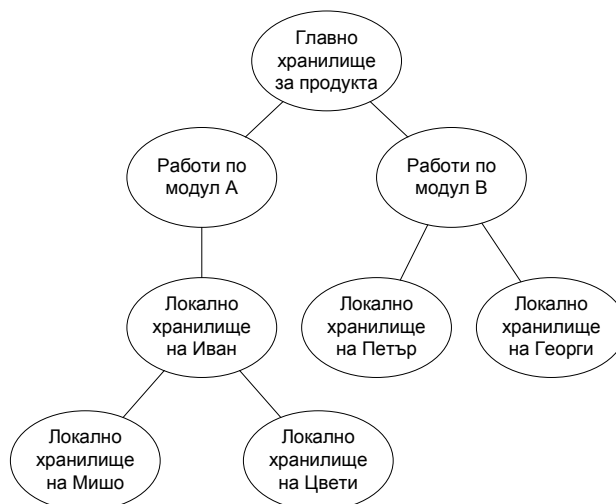 Главно
хранилище
за продукта
Работи по
модул А
Работи по
модул В
Локално
хранилище
на Иван
Локално
хранилище
на Петър
Локално
хранилище
на Георги
Локално
хранилище
на Мишо
Локално
хранилище
на Цвети